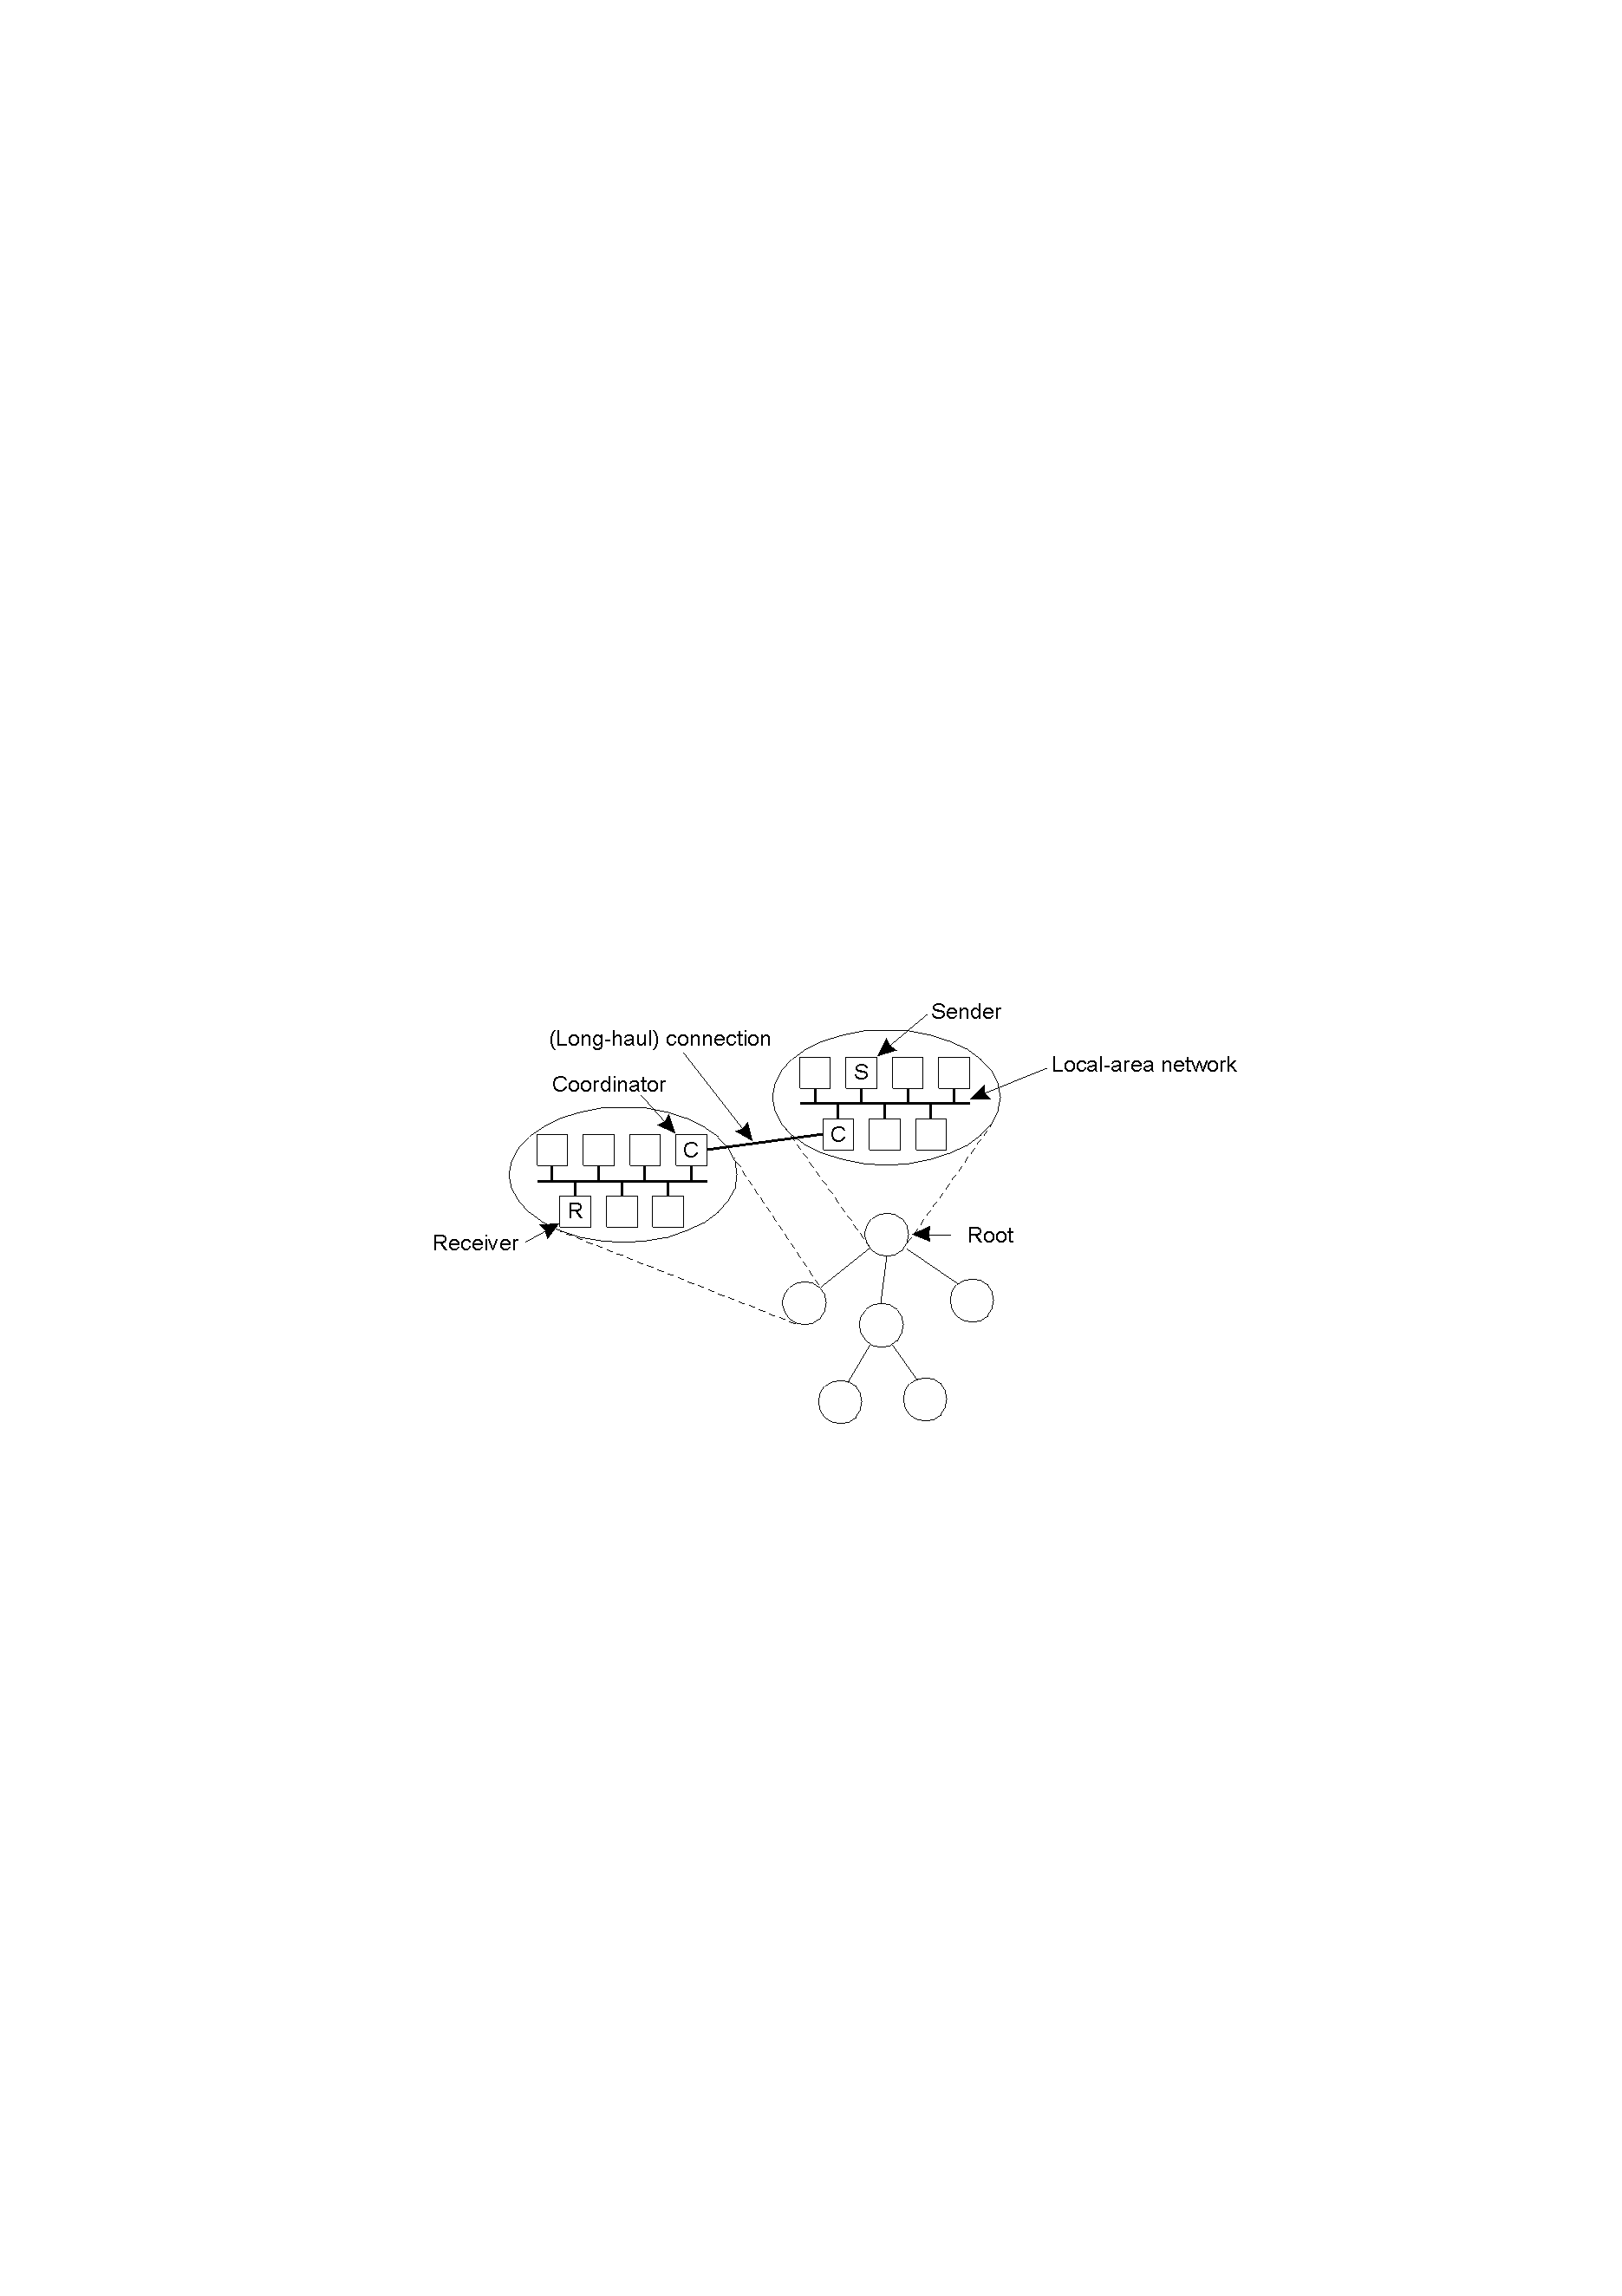 Sender
(Long-haul) connection
Local-area network
Coordinator
S
C
C
R
Receiver
Root